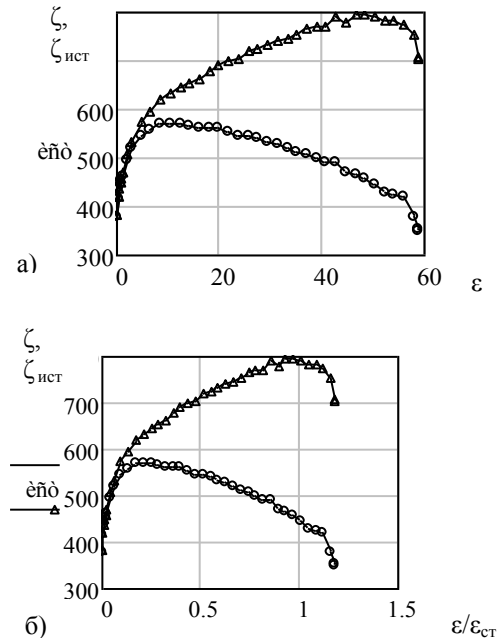 ζ,
ζист
600
èñò
500
400
300
0 20 40 60
а)
ε
ζ,
ζист
700
600
èñò
500
400
300
0 0.5 1 1.5
б)
ε/εст